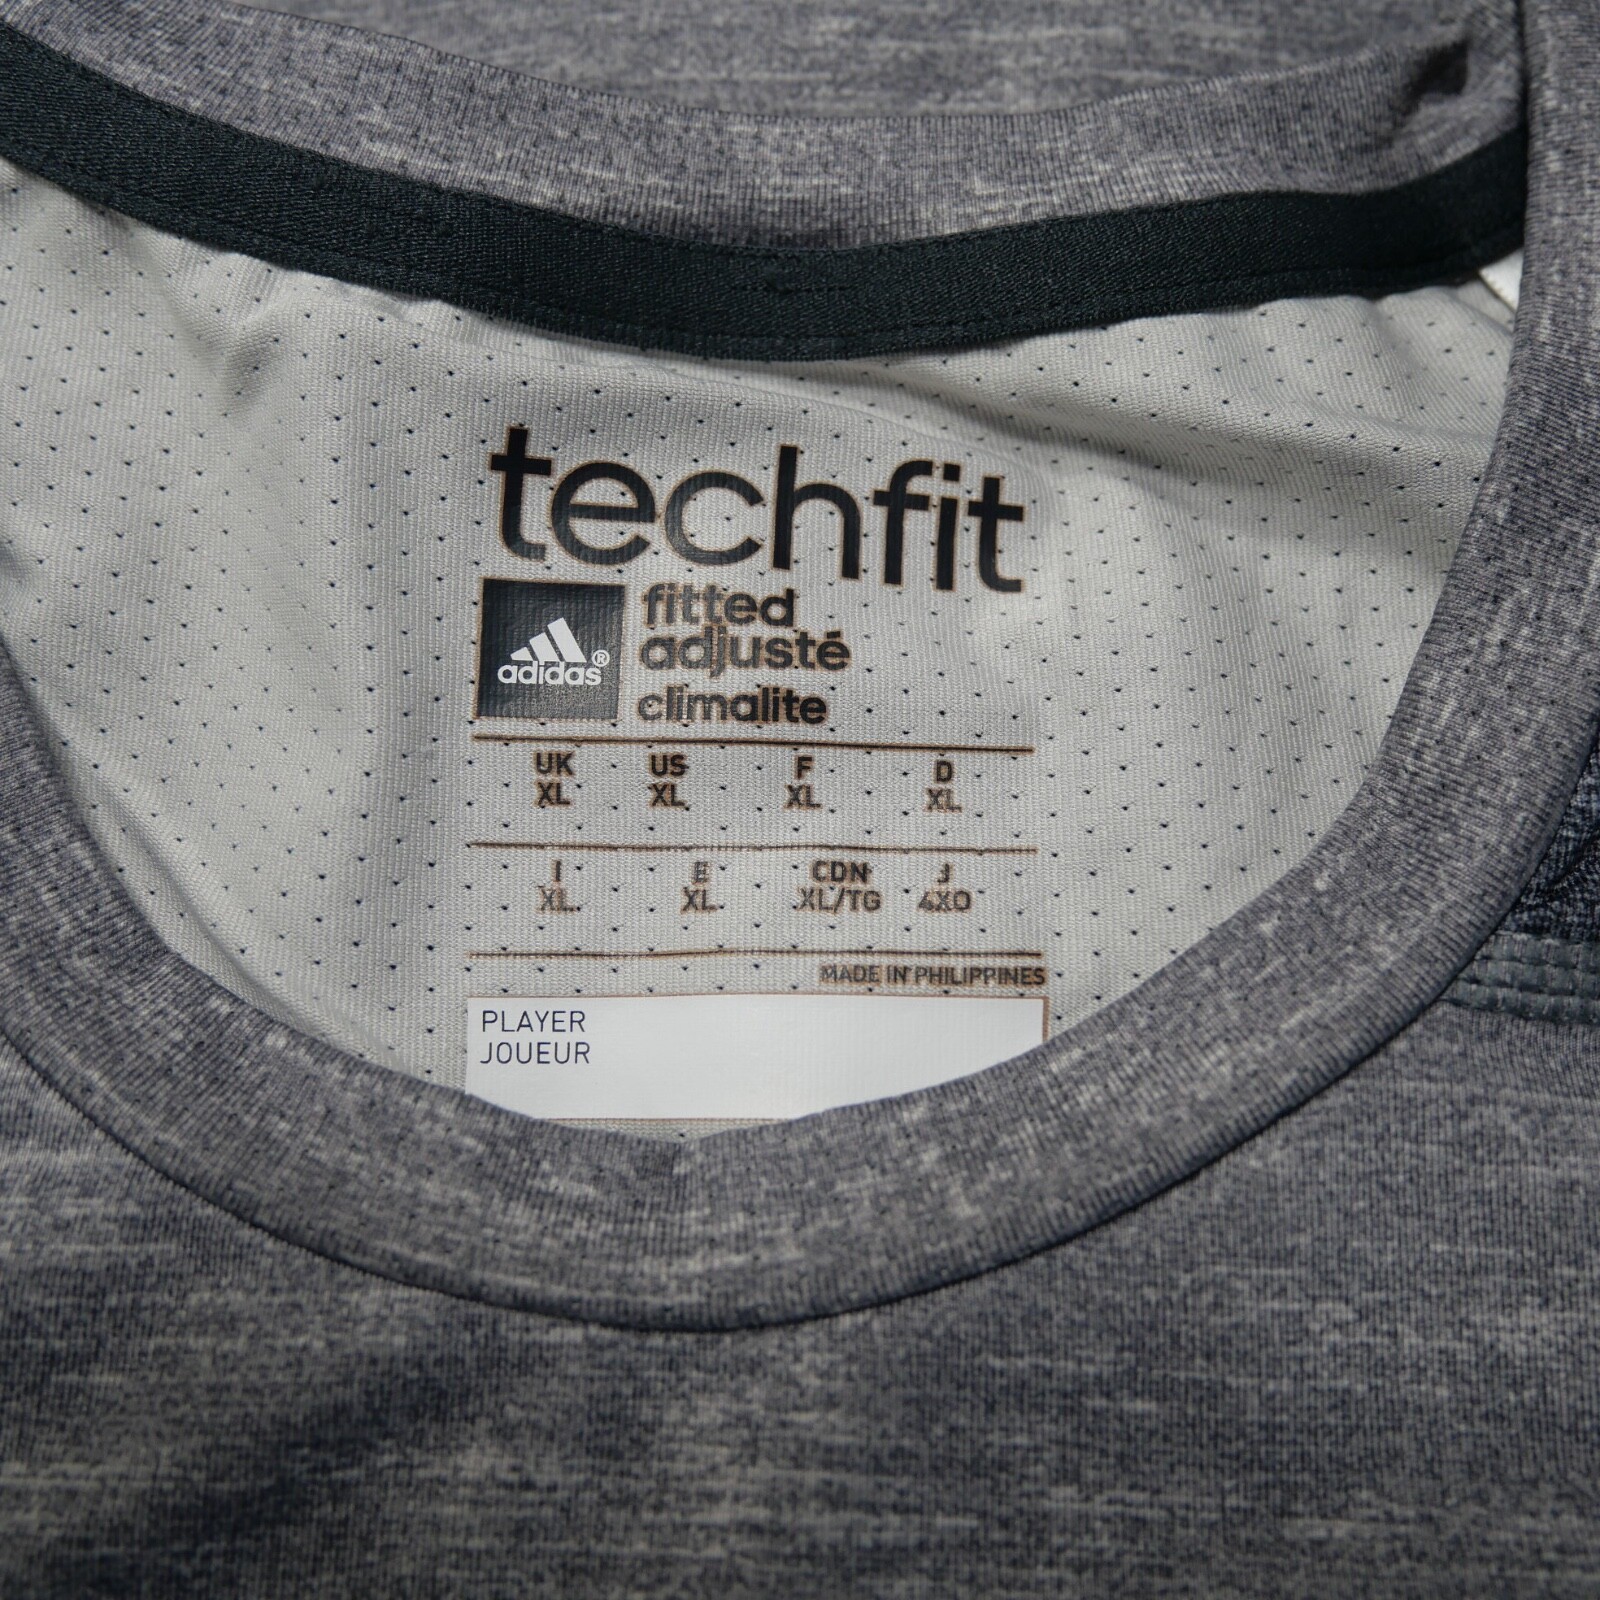 techfit
adidas®
fitted
adjusté
climalite
UK US F D
XL XL XL XL
I E CDN J
XL XL XL/TG 4XO
MADE IN PHILIPPINES
PLAYER
JOUEUR